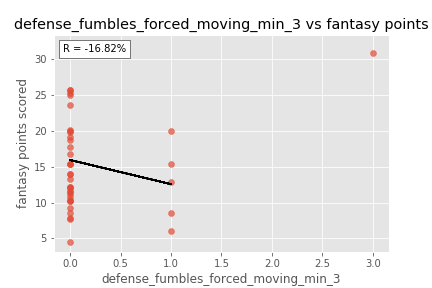 defense_fumbles_forced_moving_min_3 vs fantasy points
R = -16.82%
fantasy points scored
30
25
20
15
10
5
0.0 0.5 1.0 1.5 2.0 2.5 3.0
defense_fumbles_forced_moving_min_3